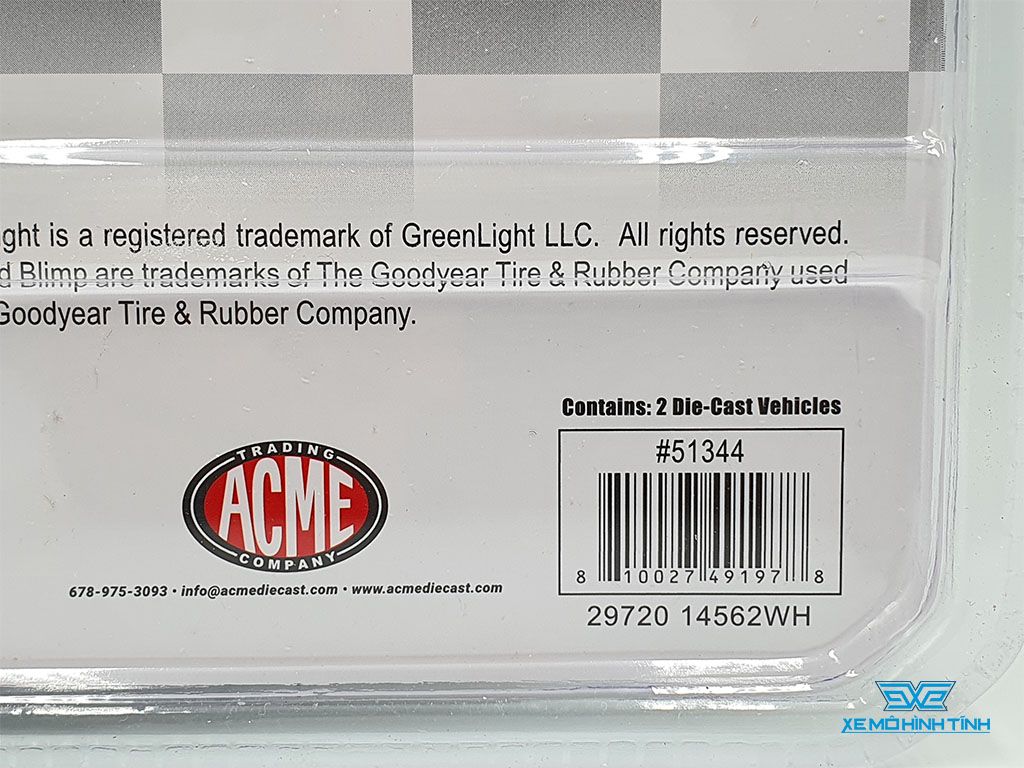 ght is a registered trademark of GreenLight LLC. All rights reserved.
d Blimp are trademarks of The Goodyear Tire & Rubber Company used
Goodyear Tire & Rubber Company.
Contains: 2 Die-Cast Vehicles
#51344
8 10027 49197 8
29720 14562WH
TRADING
ACME
COMPANY
678-975-3093 • info@acmediecast.com • www.acmediecast.com
XE MÔ HÌNH TĨNH